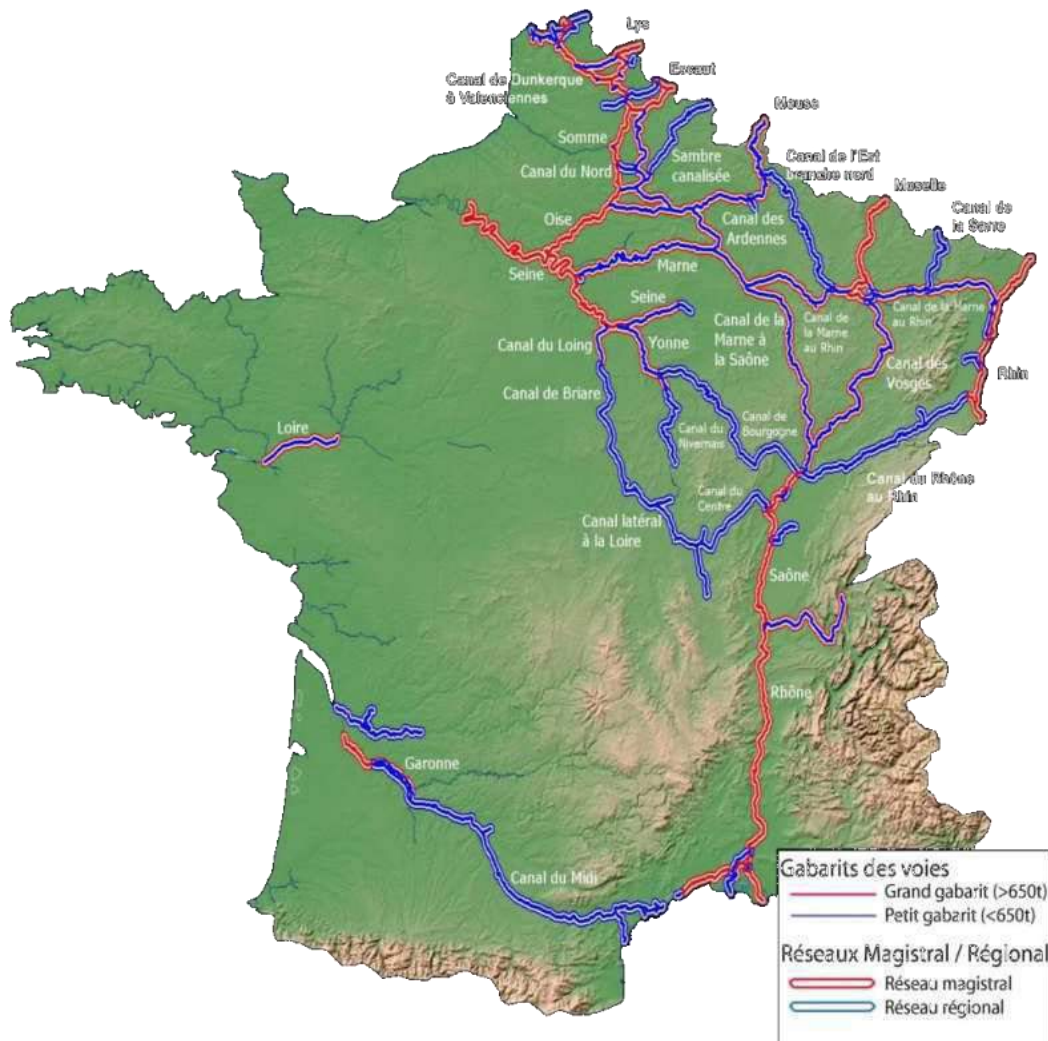 Lys
Escaut
Canal de Dunkerque
à Valenciennes
Meuse
Somme
Canal de l'Est
branche nord
Sambre
canalisée
Canal du Nord
Moselle
Canal de
la Sarre
Oise
Canal des
Ardennes
Seine
Marne
Seine
Canal de la Marne
au Rhin
Canal de
la Marne
au Rhin
Canal de la
Marne à
la Saône
Canal du Loing
Yonne
Canal des
Vosges
Rhin
Canal de Briare
Canal de
Bourgogne
Canal du
Nivernais
Loire
Canal du Rhône
au Rhin
Canal du
Centre
Canal latéral
à la Loire
Saône
Rhône
Garonne
Canal du Midi
Gabarits des voies
Grand gabarit (>650t)
Petit gabarit (<650t)
Réseaux Magistral / Régional
Réseau magistral
Réseau régional